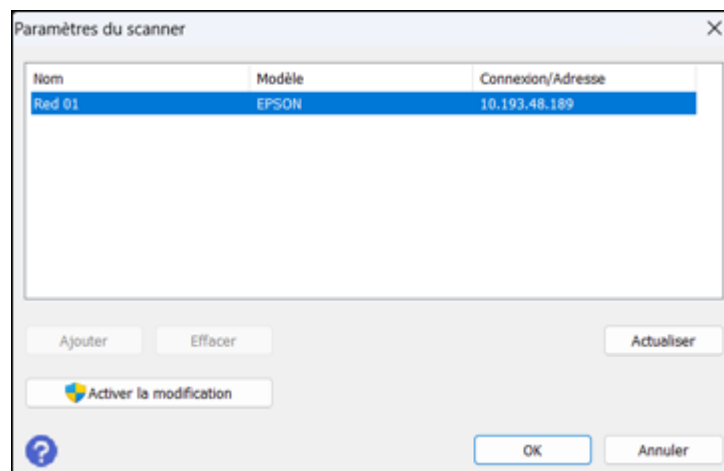 Paramètres du scanner
Nom Modèle Connexion/Adresse
Red 01 EPSON 10.193.48.189
Ajouter Effacer Actualiser
Activer la modification
? OK Annuler